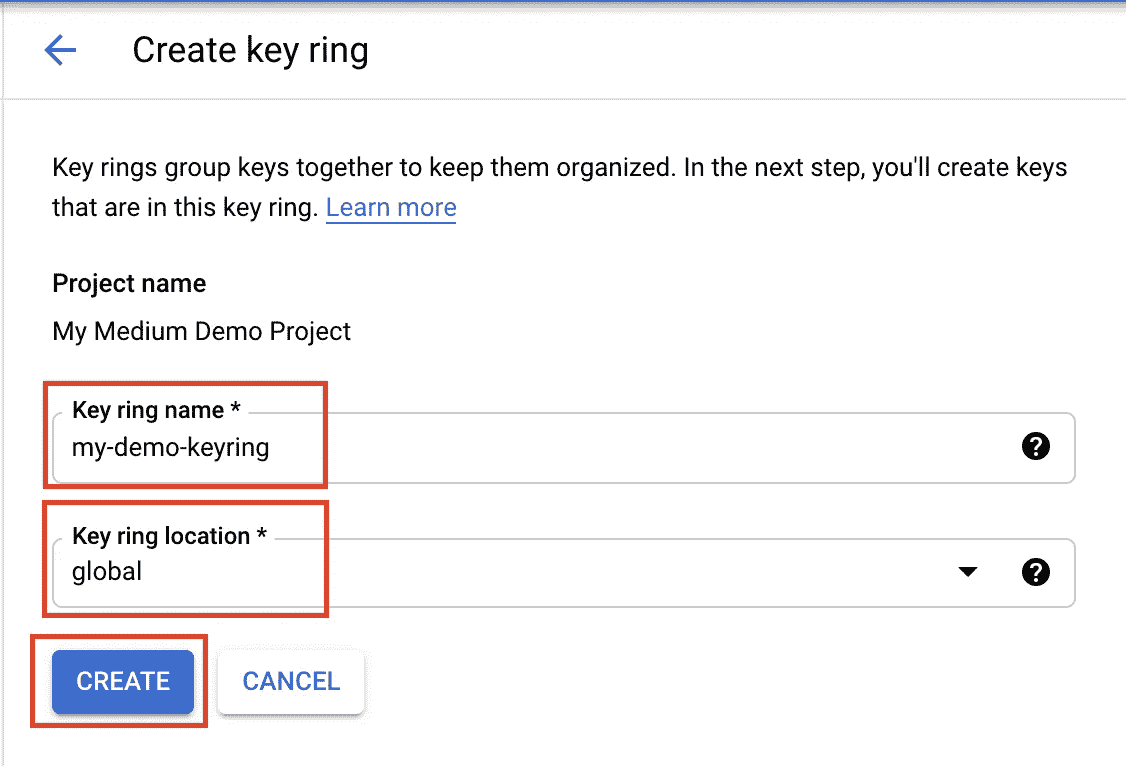 Create key ring
Key rings group keys together to keep them organized. In the next step, you'll create keys
that are in this key ring. Learn more
Project name
My Medium Demo Project
Key ring name *
my-demo-keyring
Key ring location *
global
CREATE CANCEL